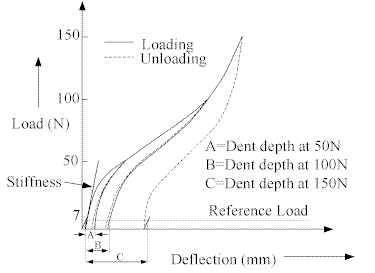 150
Loading
Unloading
100
Load (N)
A=Dent depth at 50N
B=Dent depth at 100N
C=Dent depth at 150N
50
Stiffness
7
Reference Load
A
B
C
Deflection (mm)